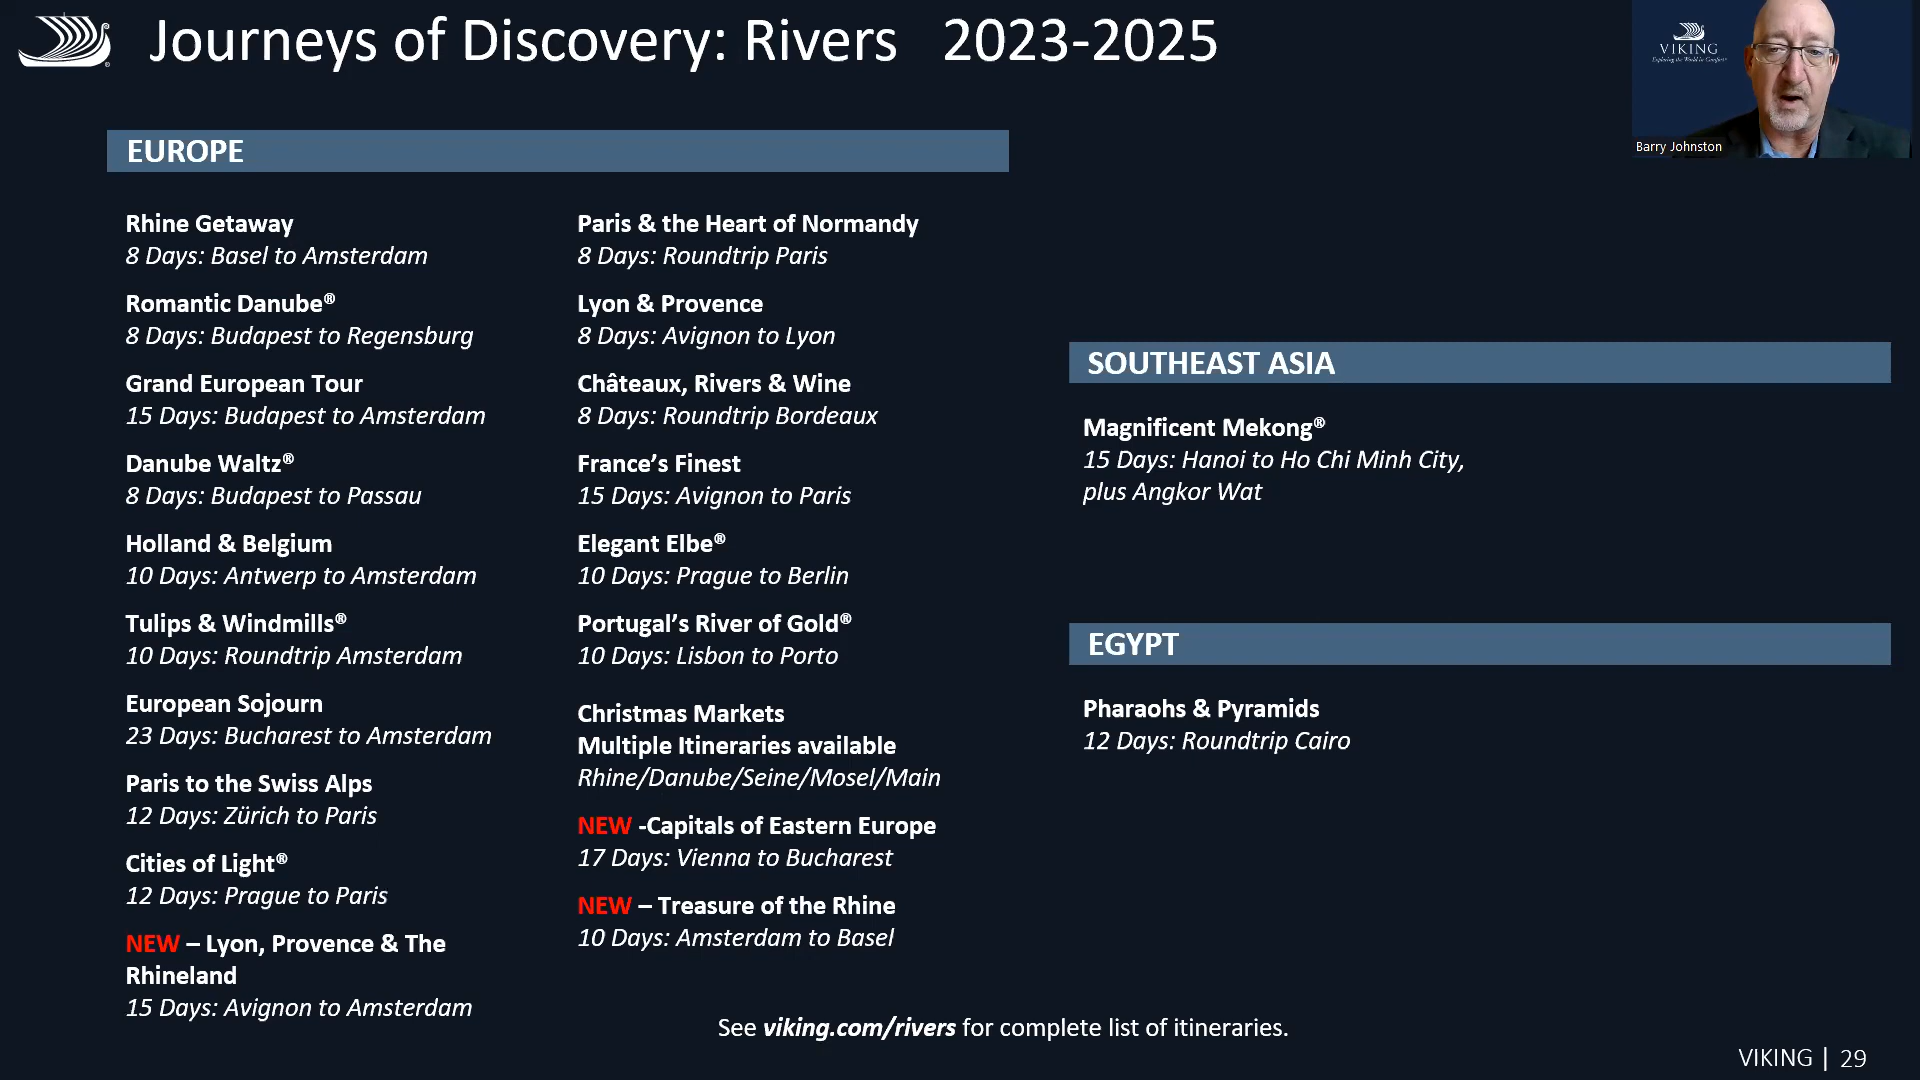 Journeys of Discovery: Rivers 2023-2025
VIKING
Exploring the World in Comfort®
Barry Johnston
EUROPE
Rhine Getaway
8 Days: Basel to Amsterdam
Romantic Danube®
8 Days: Budapest to Regensburg
Grand European Tour
15 Days: Budapest to Amsterdam
Danube Waltz®
8 Days: Budapest to Passau
Holland & Belgium
10 Days: Antwerp to Amsterdam
Tulips & Windmills®
10 Days: Roundtrip Amsterdam
European Sojourn
23 Days: Bucharest to Amsterdam
Paris to the Swiss Alps
12 Days: Zürich to Paris
Cities of Light®
12 Days: Prague to Paris
NEW – Lyon, Provence & The
Rhineland
15 Days: Avignon to Amsterdam
Paris & the Heart of Normandy
8 Days: Roundtrip Paris
Lyon & Provence
8 Days: Avignon to Lyon
Châteaux, Rivers & Wine
8 Days: Roundtrip Bordeaux
France’s Finest
15 Days: Avignon to Paris
Elegant Elbe®
10 Days: Prague to Berlin
Portugal’s River of Gold®
10 Days: Lisbon to Porto
Christmas Markets
Multiple Itineraries available
Rhine/Danube/Seine/Mosel/Main
NEW -Capitals of Eastern Europe
17 Days: Vienna to Bucharest
NEW – Treasure of the Rhine
10 Days: Amsterdam to Basel
SOUTHEAST ASIA
Magnificent Mekong®
15 Days: Hanoi to Ho Chi Minh City,
plus Angkor Wat
EGYPT
Pharaohs & Pyramids
12 Days: Roundtrip Cairo
See viking.com/rivers for complete list of itineraries.
VIKING | 29